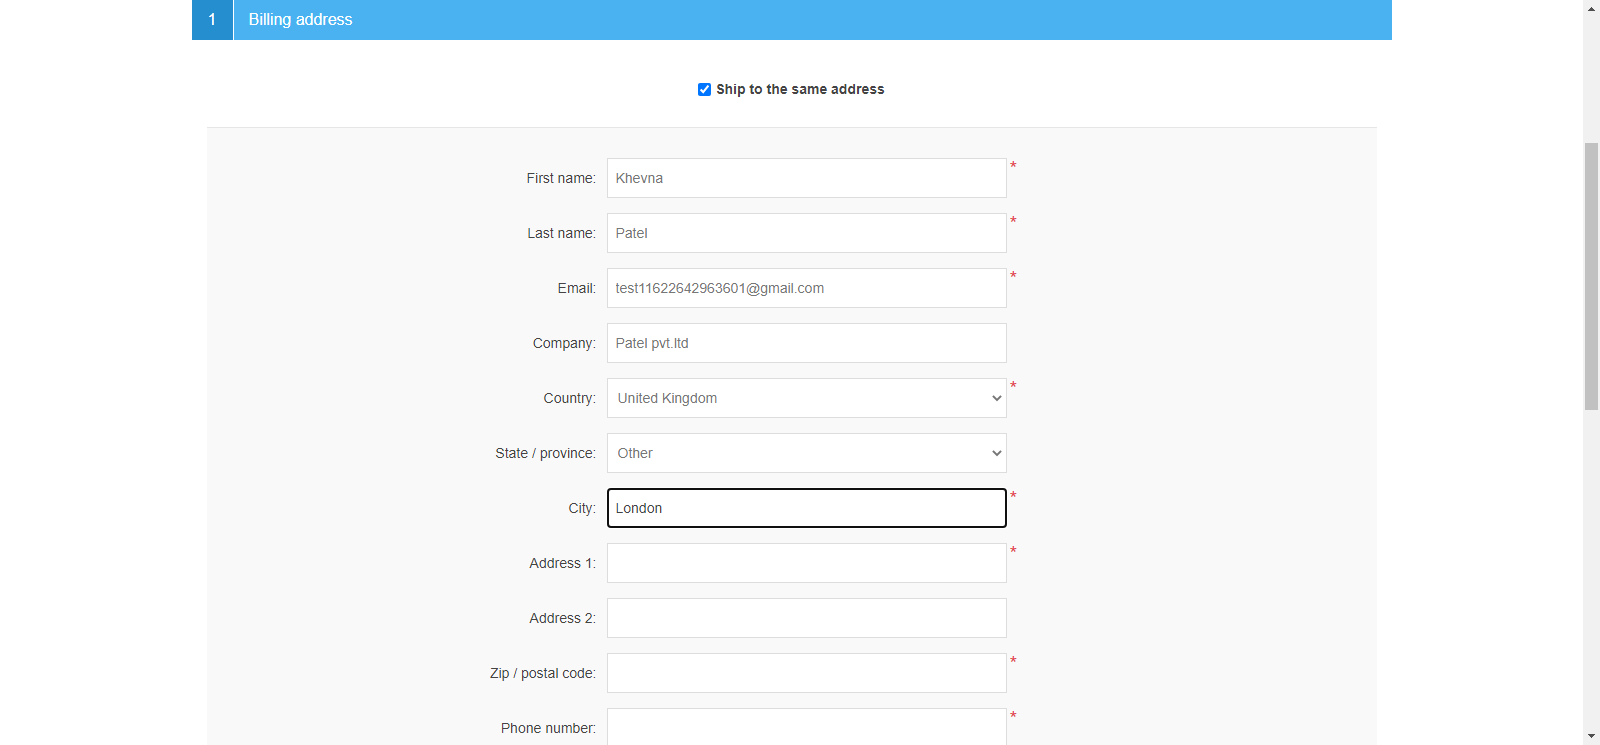 1 Billing address
Ship to the same address
First name: Khevna *
Last name: Patel *
Email: test11622642963601@gmail.com *
Company: Patel pvt.ltd
Country: United Kingdom *
State / province: Other
City: London *
Address 1: *
Address 2:
Zip / postal code: *
Phone number: *